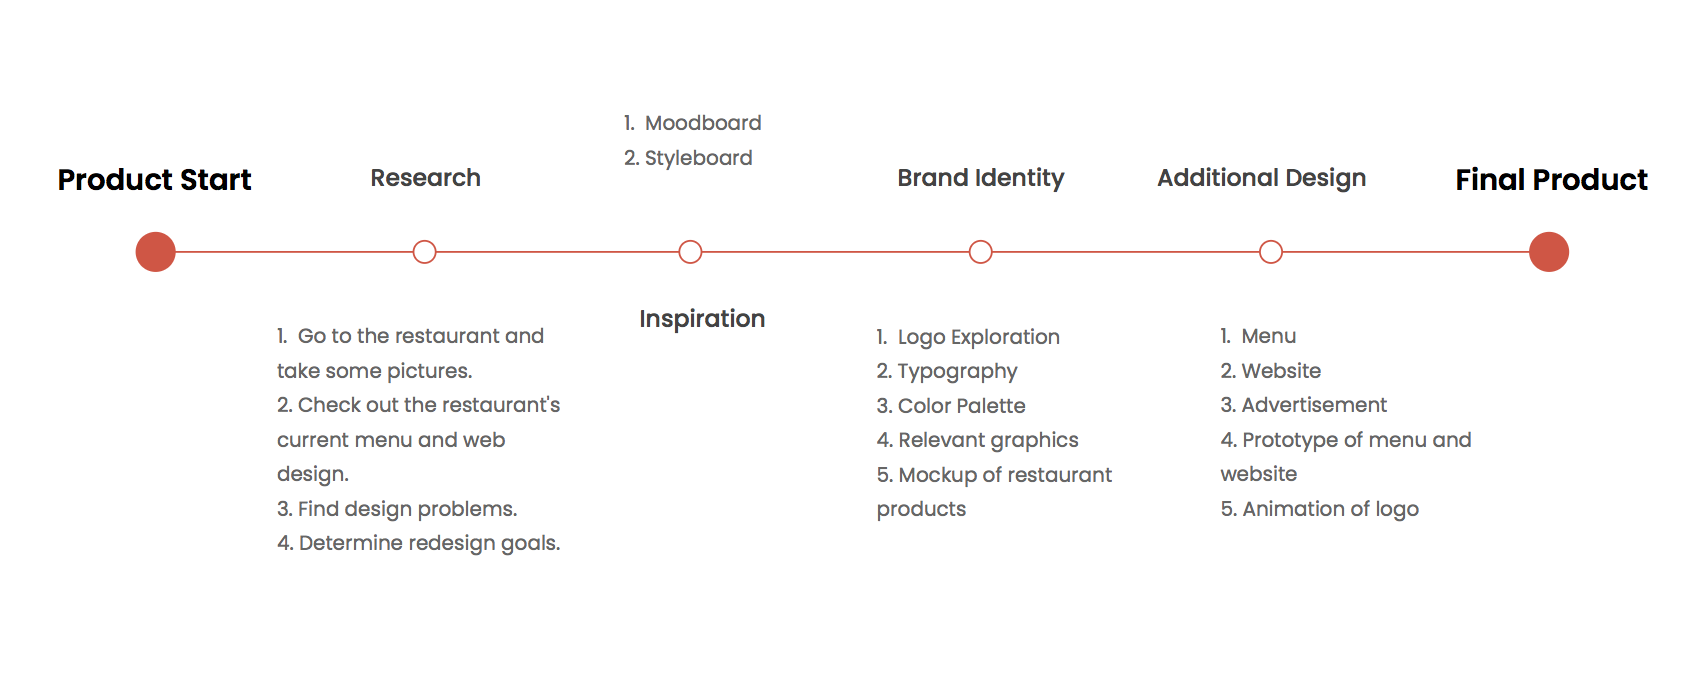 Product Start
Research
1. Go to the restaurant and
take some pictures.
2. Check out the restaurant's
current menu and web
design.
3. Find design problems.
4. Determine redesign goals.
1. Moodboard
2. Styleboard
Inspiration
Brand Identity
1. Logo Exploration
2. Typography
3. Color Palette
4. Relevant graphics
5. Mockup of restaurant
products
Additional Design
1. Menu
2. Website
3. Advertisement
4. Prototype of menu and
website
5. Animation of logo
Final Product